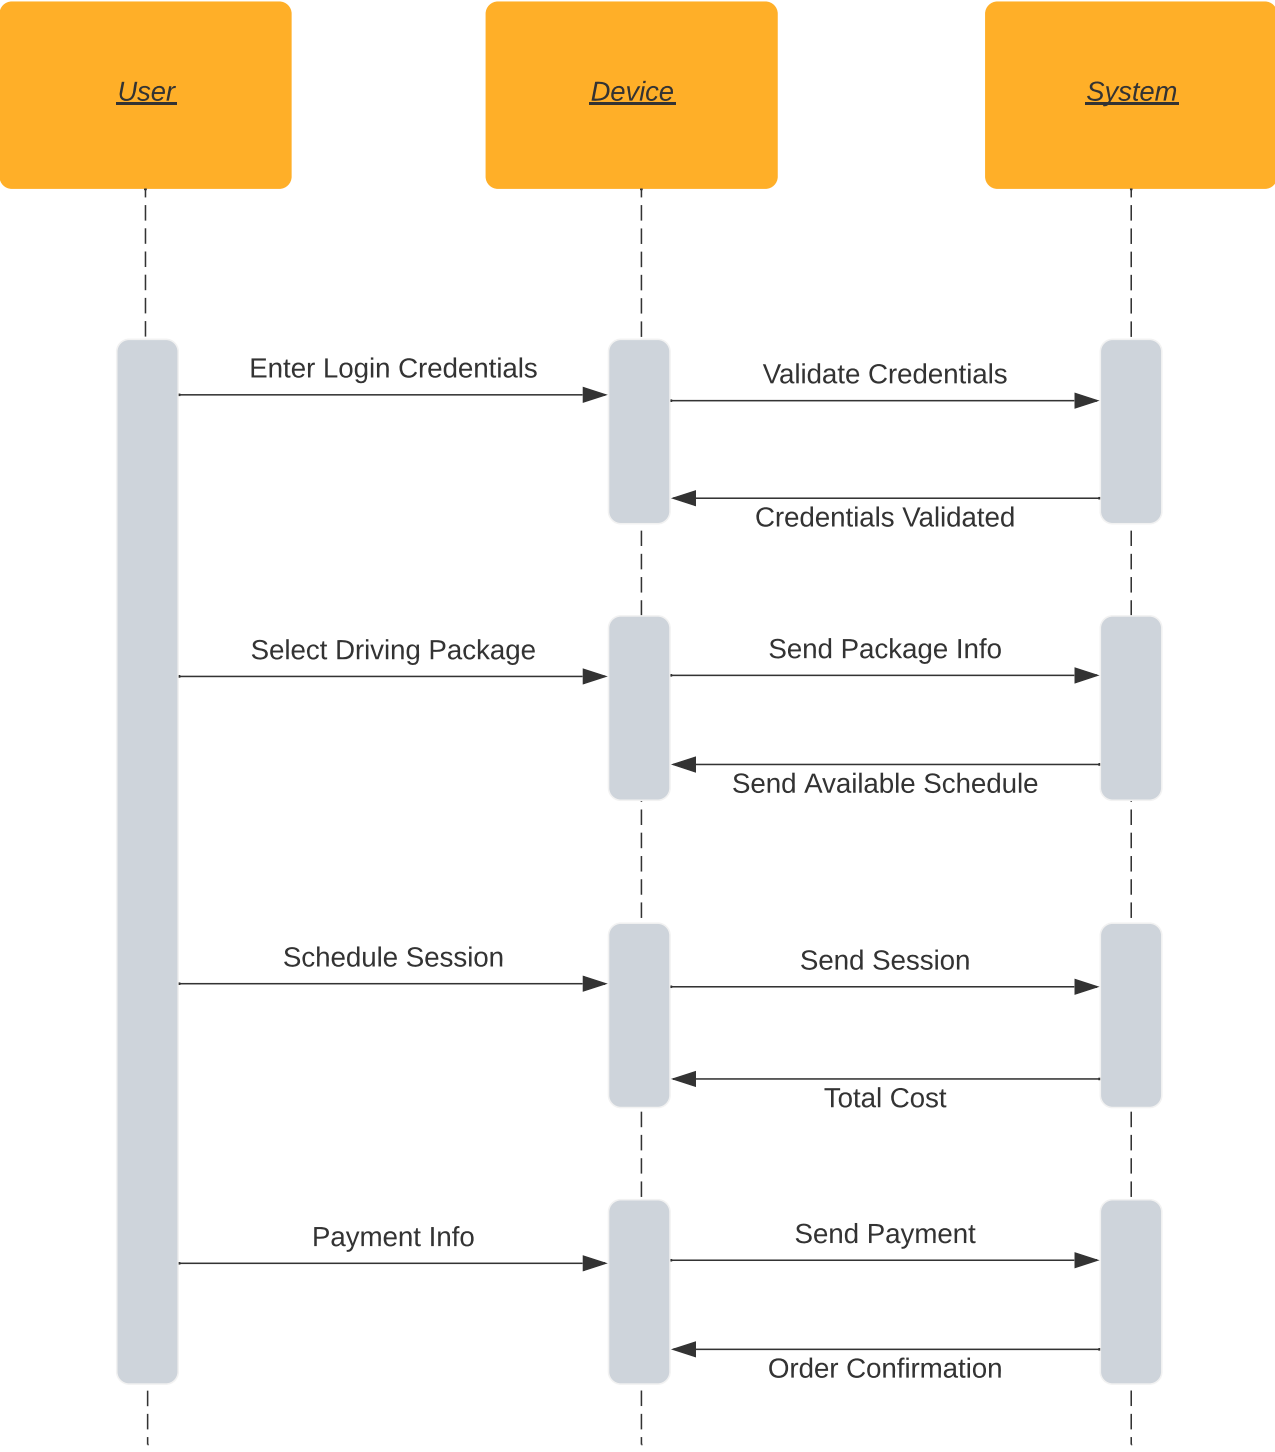 User
Device
System
Enter Login Credentials
Validate Credentials
Credentials Validated
Select Driving Package
Send Package Info
Send Available Schedule
Schedule Session
Send Session
Total Cost
Payment Info
Send Payment
Order Confirmation